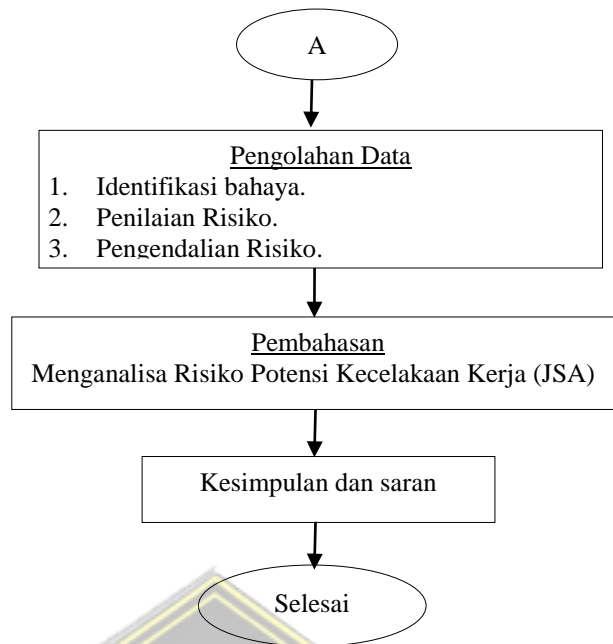 A
Pengolahan Data
1. Identifikasi bahaya.
2. Penilaian Risiko.
3. Pengendalian Risiko.
Pembahasan
Menganalisa Risiko Potensi Kecelakaan Kerja (JSA)
Kesimpulan dan saran
Selesai